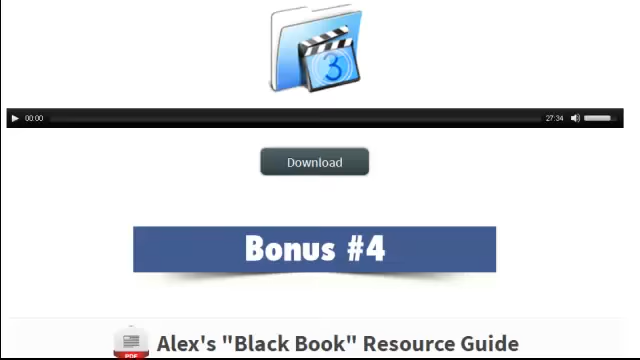 3
00:00 27:34
Download
Bonus #4
PDF
Alex's "Black Book" Resource Guide